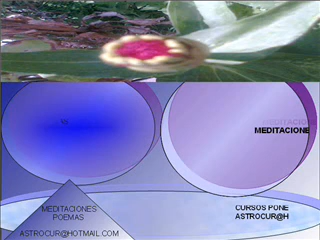 MEDITACIONE
MEDITACIONES
POEMAS
ASTROCUR@HOTMAIL.COM
CURSOS PONE
ASTROCUR@H